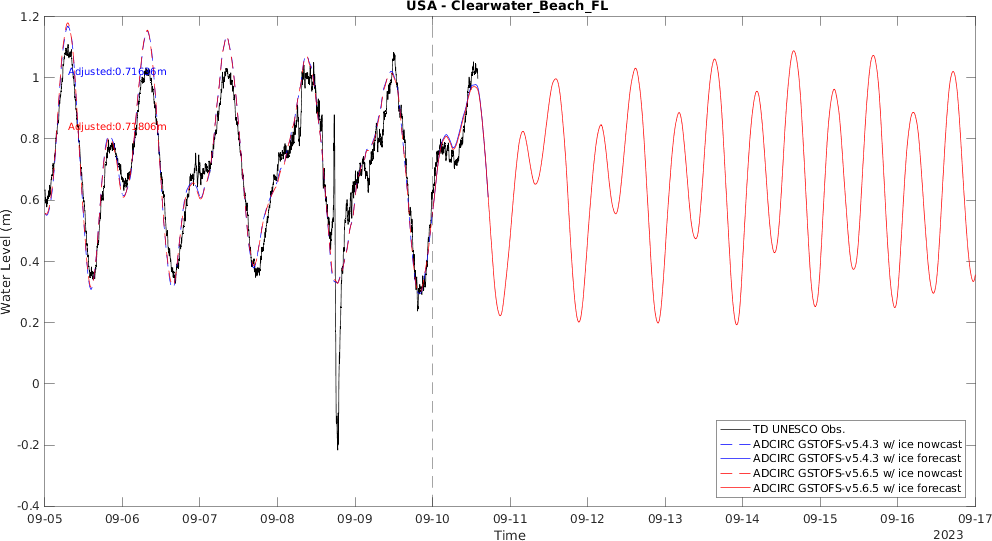 USA - Clearwater_Beach_FL
1.2
1
0.8
0.6
0.4
0.2
0
-0.2
-0.4
Water Level (m)
Adjusted:0.71
TD UNESCO Obs.
ADCIRC GSTOFS-v5.4.3 w/ ice nowcast
ADCIRC GSTOFS-v5.4.3 w/ ice forecast
ADCIRC GSTOFS-v5.6.5 w/ ice nowcast
ADCIRC GSTOFS-v5.6.5 w/ ice forecast
09-05 09-06 09-07 09-08 09-09 09-10 09-11 09-12 09-13 09-14 09-15 09-16 09-17
Time
2023